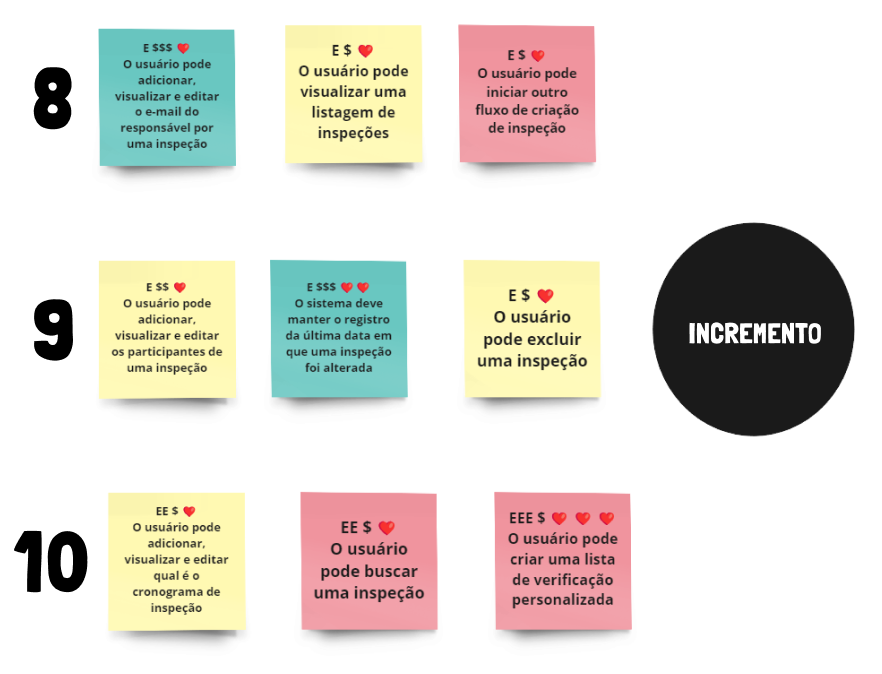 8
E $$$ ❤️
O usuário pode
adicionar,
visualizar e editar
o e-mail do
responsável por
uma inspeção
E $ ❤️
O usuário pode
visualizar uma
listagem de
inspeções
E $ ❤️
O usuário pode
iniciar outro
fluxo de criação
de inspeção
9
E $$ ❤️
O usuário pode
adicionar,
visualizar e editar
os participantes de
uma inspeção
E $$$ ❤️ ❤️
O sistema deve
manter o registro
da última data em
que uma inspeção
foi alterada
E $ ❤️
O usuário
pode excluir
uma inspeção
INCREMENTO
10
EE $ ❤️
O usuário pode
adicionar,
visualizar e editar
qual é o
cronograma de
inspeção
EE $ ❤️
O usuário
pode buscar
uma inspeção
EEE $ ❤️ ❤️ ❤️
O usuário pode
criar uma lista
de verificação
personalizada